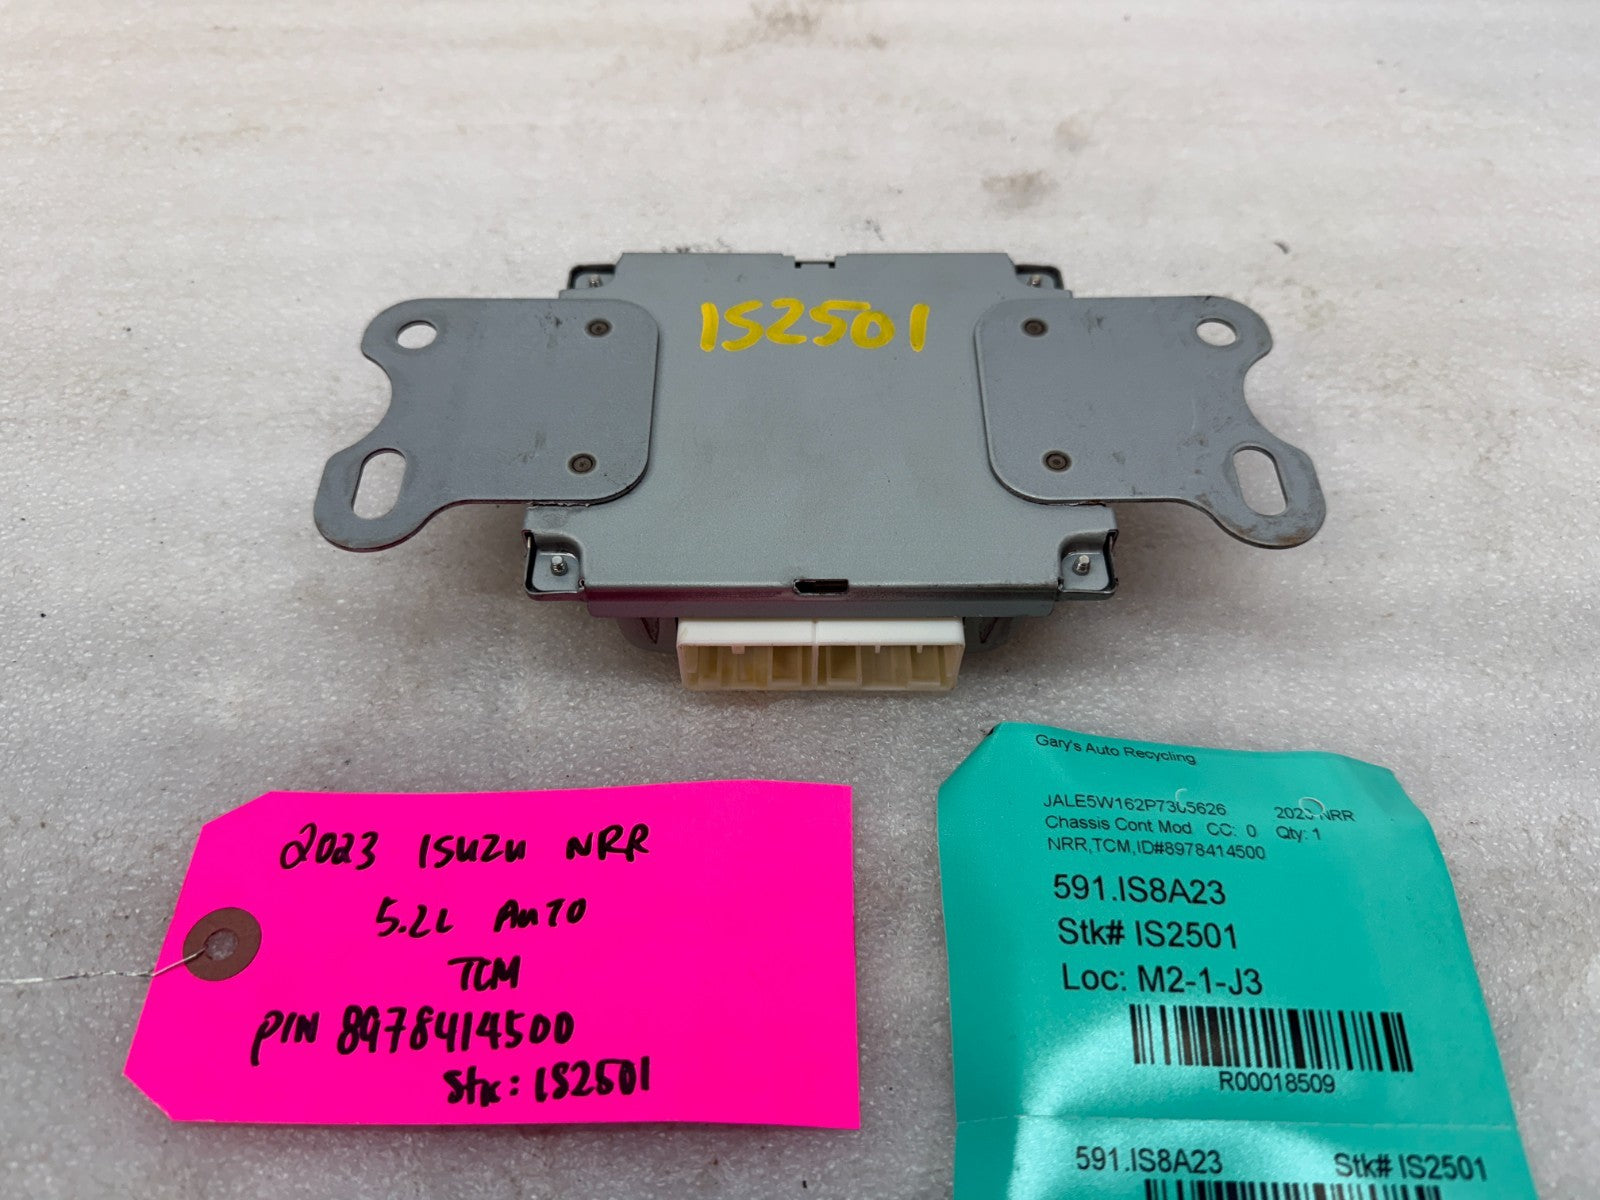 IS2501
2023 ISUZU NRR
5.2L AUTO
TCM
P/N 8978414500
Stk: IS2501
Gary's Auto Recycling
JALE5W162P7305626 2023 NRR
Chassis Cont Mod CC: 0 Qty: 1
NRR,TCM,ID#8978414500
591.IS8A23
Stk# IS2501
Loc: M2-1-J3
R00018509
591.IS8A23 Stk# IS2501